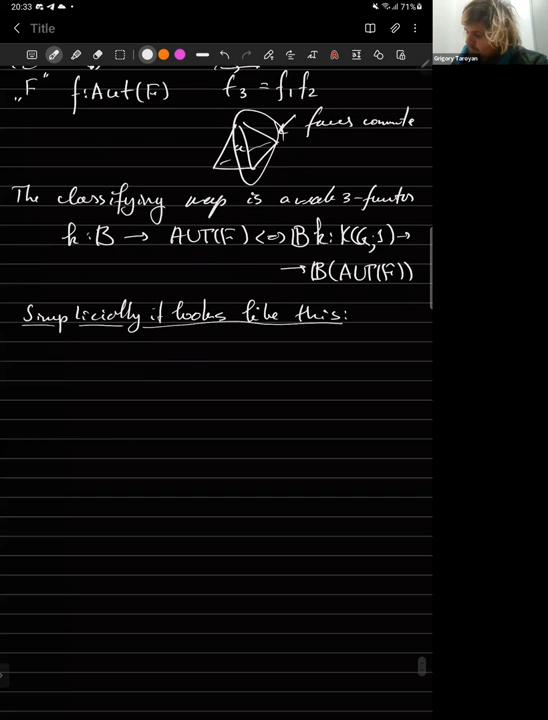 20:33 71%
Title
Grigory Taroyan
„F" f:Aut(F) f₃ = f₁f₂
faces commute
The classifying map is a weak 3-functor
k: B → AUT(F) <=> Bk: K(G,1) →
→ B(AUT(F))
Simplicially it looks like this: